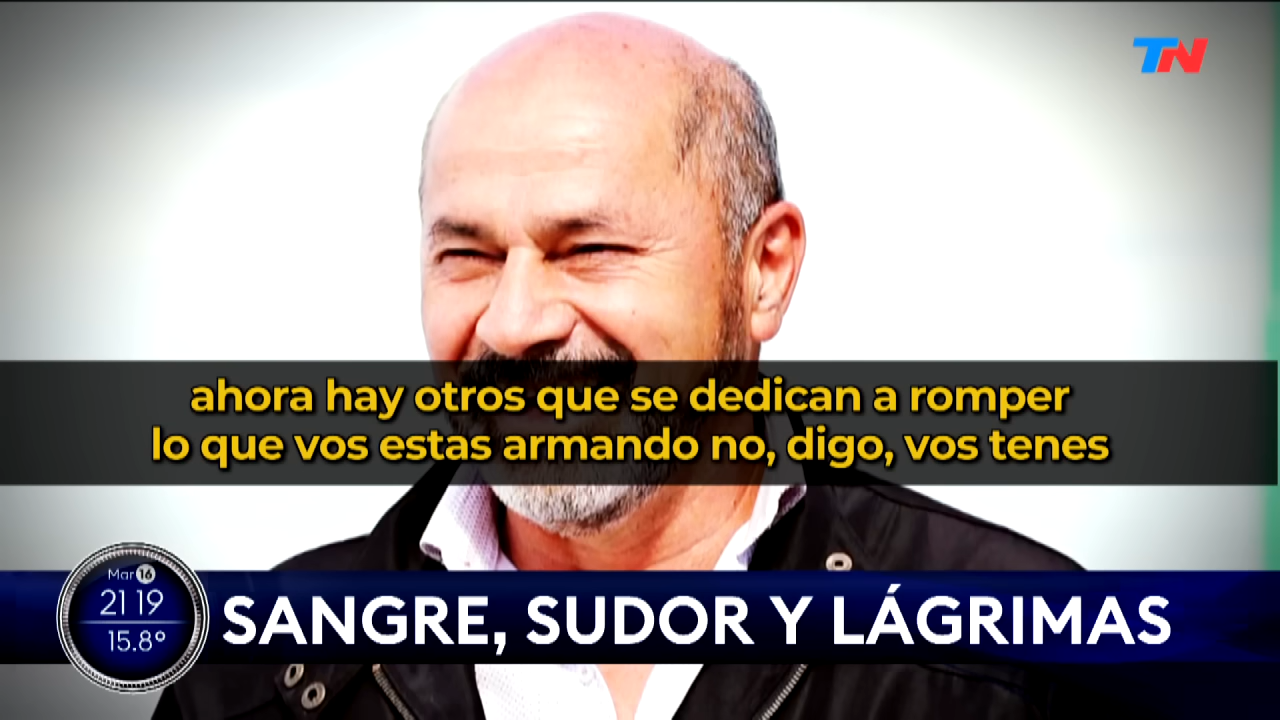 TN
ahora hay otros que se dedican a romper
lo que vos estas armando no, digo, vos tenes
Mar 16
21 19
15.8°
SANGRE, SUDOR Y LÁGRIMAS